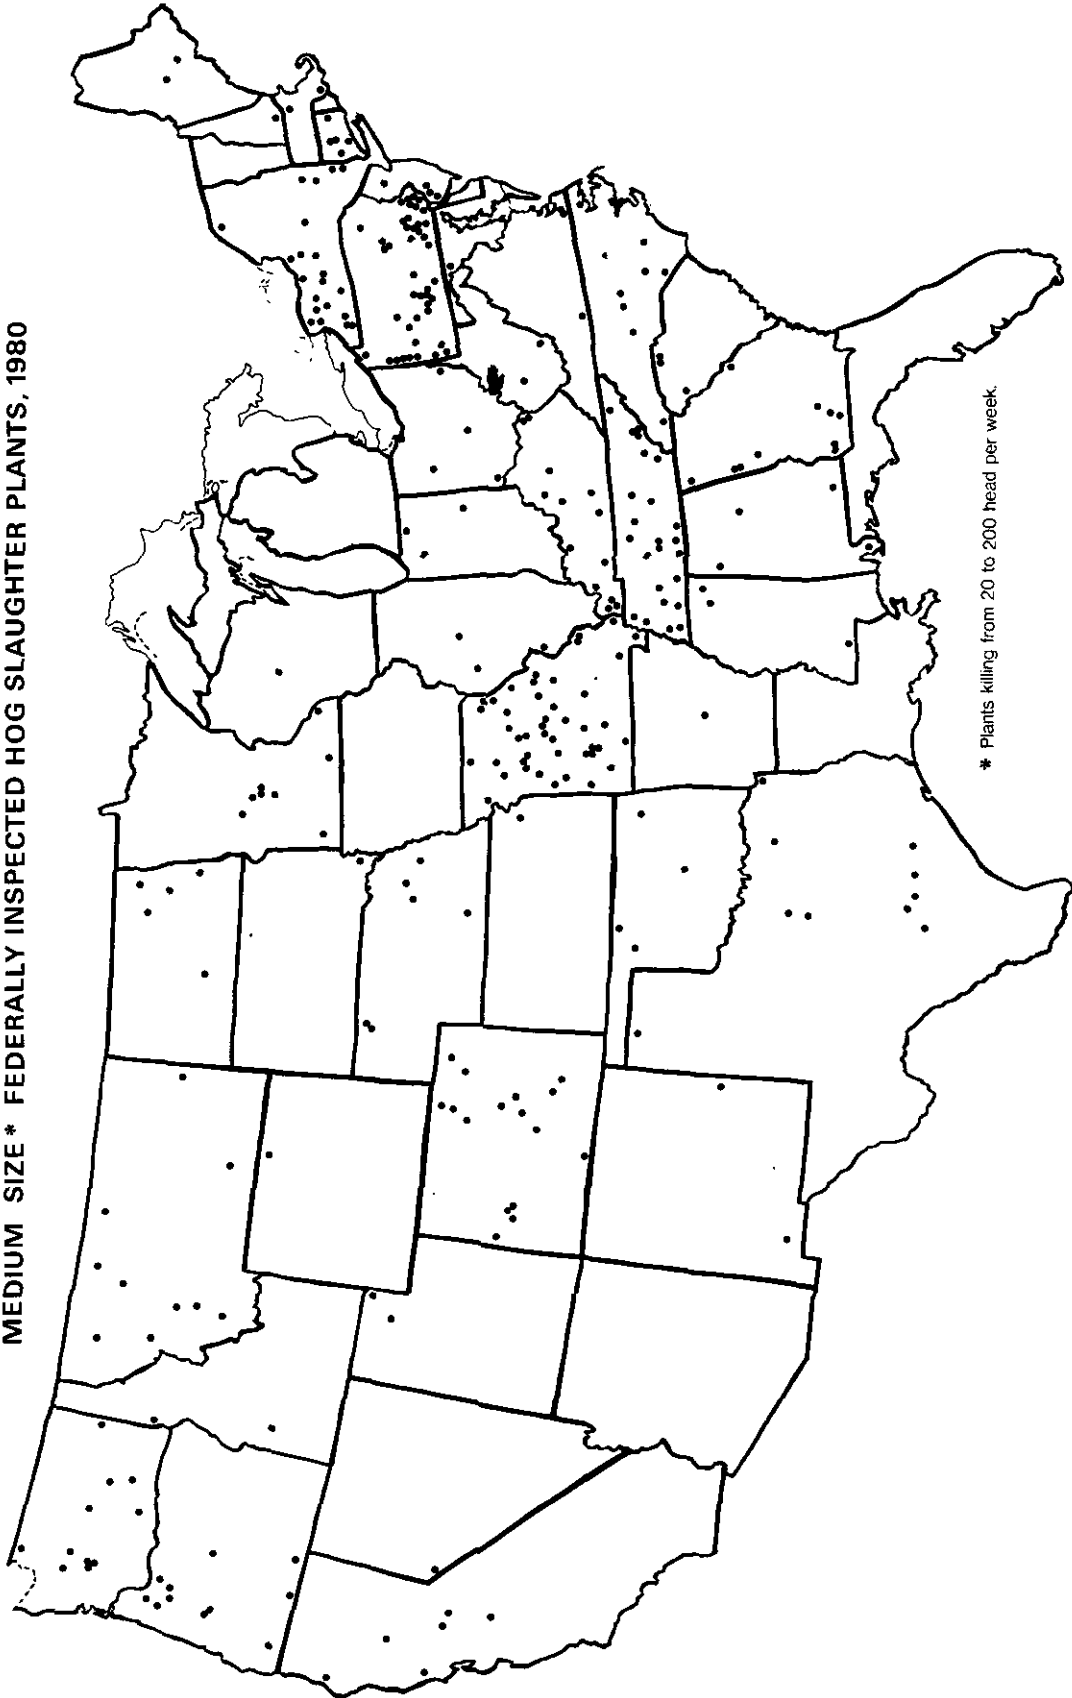 MEDIUM SIZE * FEDERALLY INSPECTED HOG SLAUGHTER PLANTS, 1980
* Plants killing from 20 to 200 head per week.